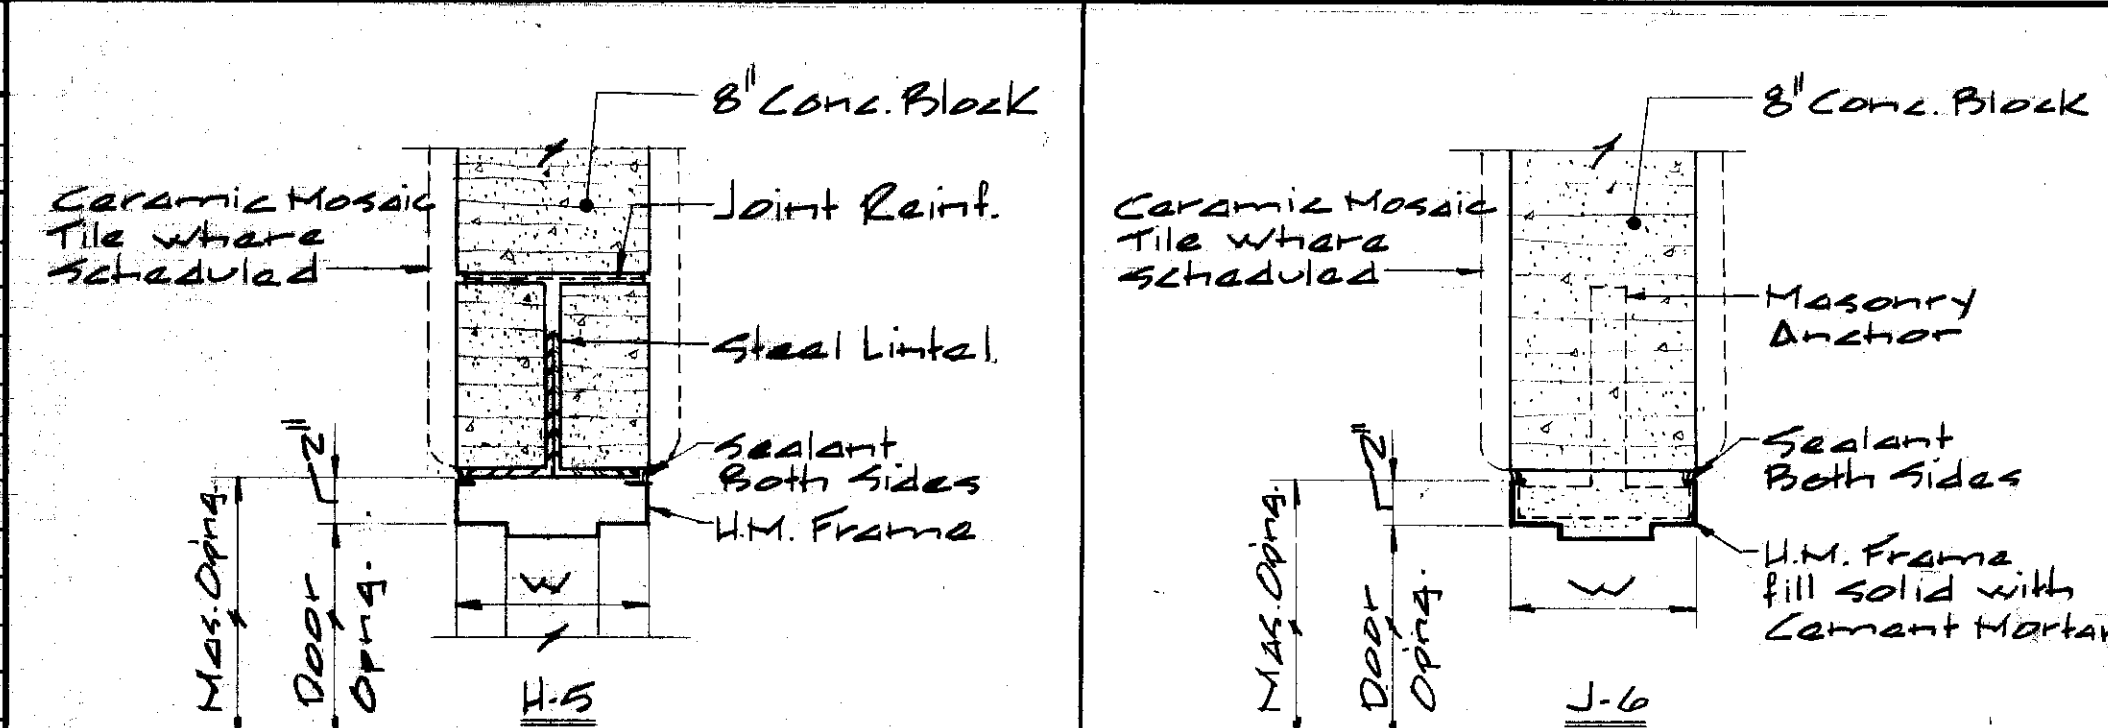 8" Conc. Block
Ceramic Mosaic
Tile where
scheduled
Joint Reinf.
Steel Lintel
2"
Sealant
Both Sides
H.M. Frame
Mas. Opng.
Door
Opng.
W
H-5
8" Conc. Block
Ceramic Mosaic
Tile where
scheduled
Masonry
Anchor
2"
Sealant
Both Sides
H.M. Frame
fill solid with
Cement Mortar
Mas. Opng.
Door
Opng.
W
J-6